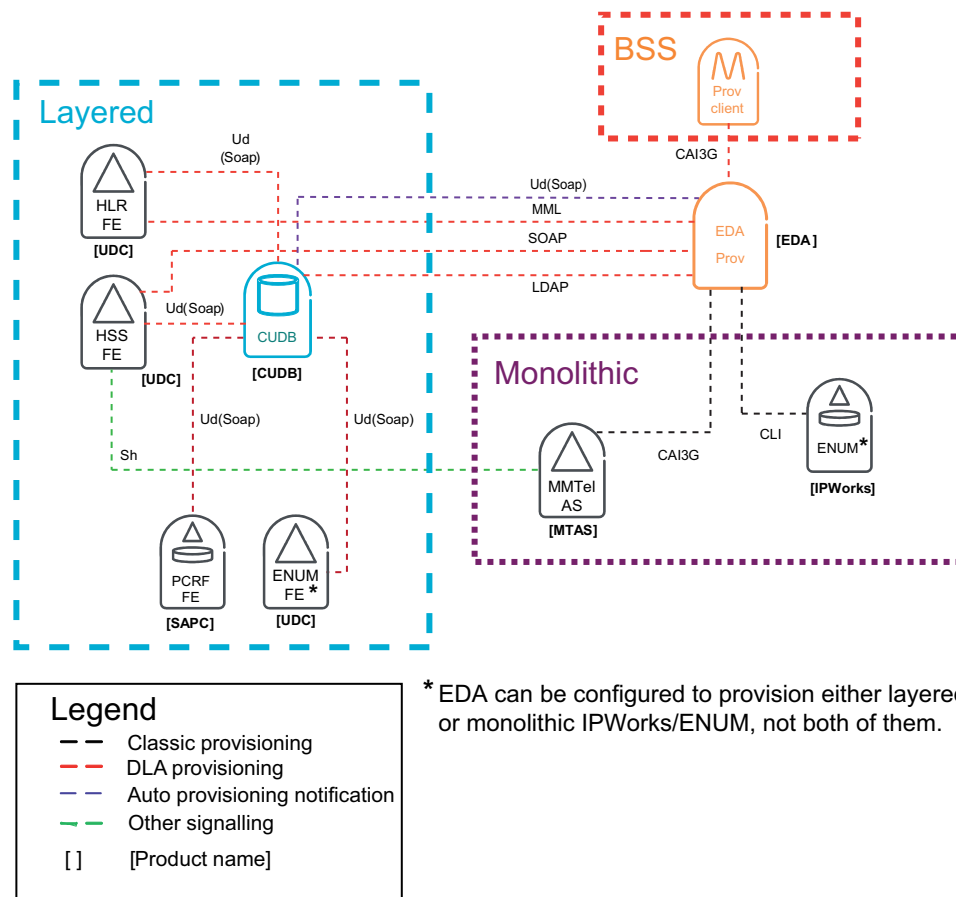 BSS
Prov
client
CAI3G
Layered
Ud
(Soap)
HLR
FE
[UDC]
Ud(Soap)
MML
SOAP
LDAP
EDA
Prov
[EDA]
HSS
FE
[UDC]
Ud(Soap)
CUDB
[CUDB]
Ud(Soap)
Ud(Soap)
Sh
Monolithic
MMTel
AS
[MTAS]
CAI3G
CLI
ENUM*
[IPWorks]
PCRF
FE
[SAPC]
ENUM
FE *
[UDC]
Legend
Classic provisioning
DLA provisioning
Auto provisioning notification
Other signalling
[ ] [Product name]
* EDA can be configured to provision either layered
or monolithic IPWorks/ENUM, not both of them.